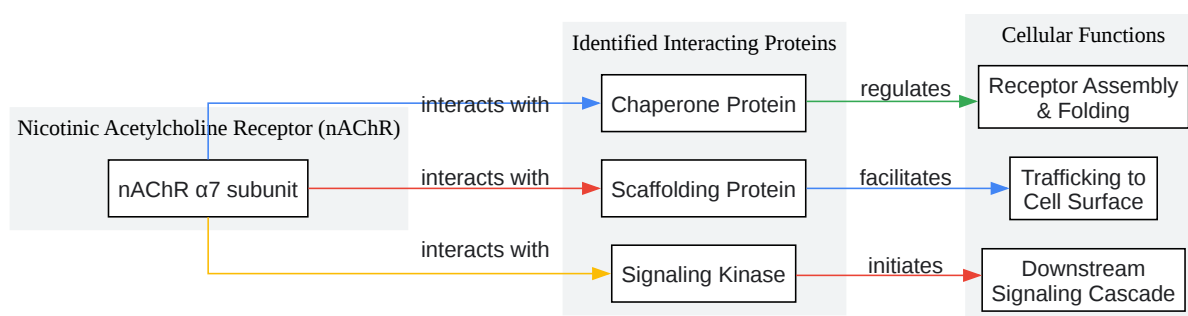 Identified Interacting Proteins
Cellular Functions
Nicotinic Acetylcholine Receptor (nAChR)
interacts with
Chaperone Protein
regulates
Receptor Assembly
& Folding
nAChR α7 subunit
interacts with
Scaffolding Protein
facilitates
Trafficking to
Cell Surface
interacts with
Signaling Kinase
initiates
Downstream
Signaling Cascade